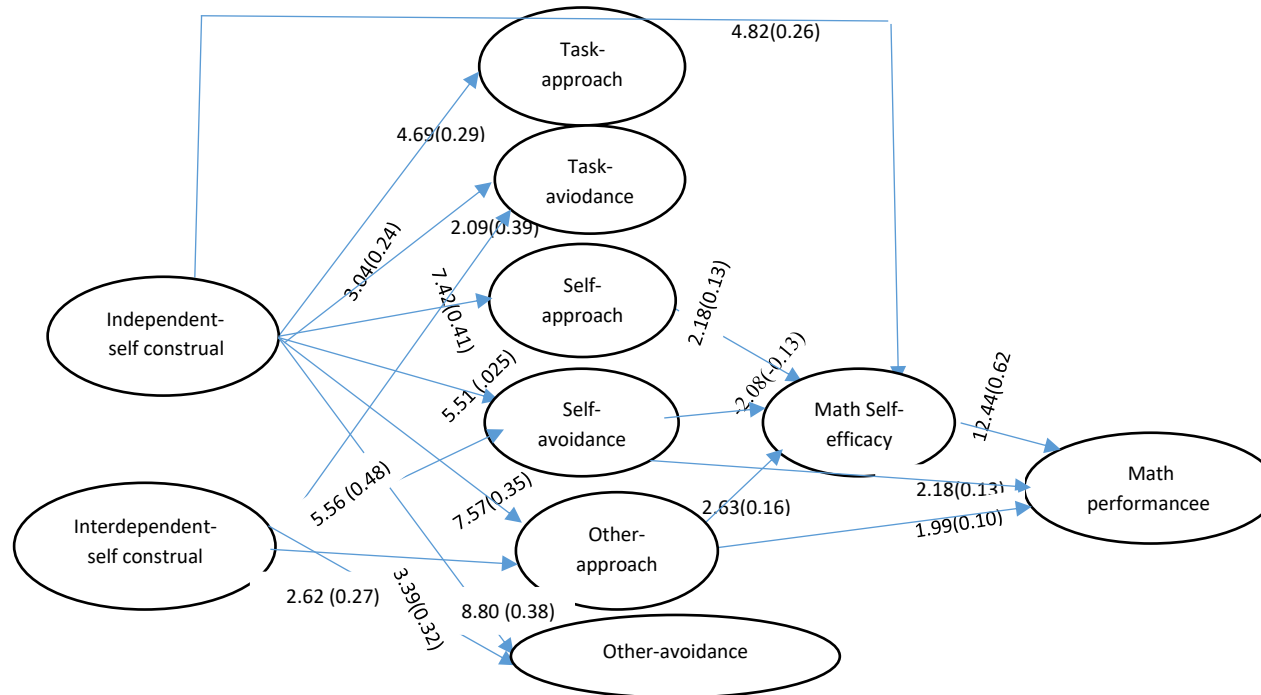 4.82(0.26)
Task-
approach
4.69(0.29)
Task-
aviodance
3.04(0.24)
2.09(0.39)
7.42(0.41)
Self-
approach
2.18(0.13)
Independent-
self construal
5.51 (.025)
Self-
avoidance
-2.08(-0.13)
Math Self-
efficacy
12.44(0.62
5.56 (0.48)
7.57(0.35)
2.18(0.13)
Math
performancee
2.63(0.16)
1.99(0.10)
Interdependent-
self construal
Other-
approach
2.62 (0.27)
3.39(0.32)
8.80 (0.38)
Other-avoidance